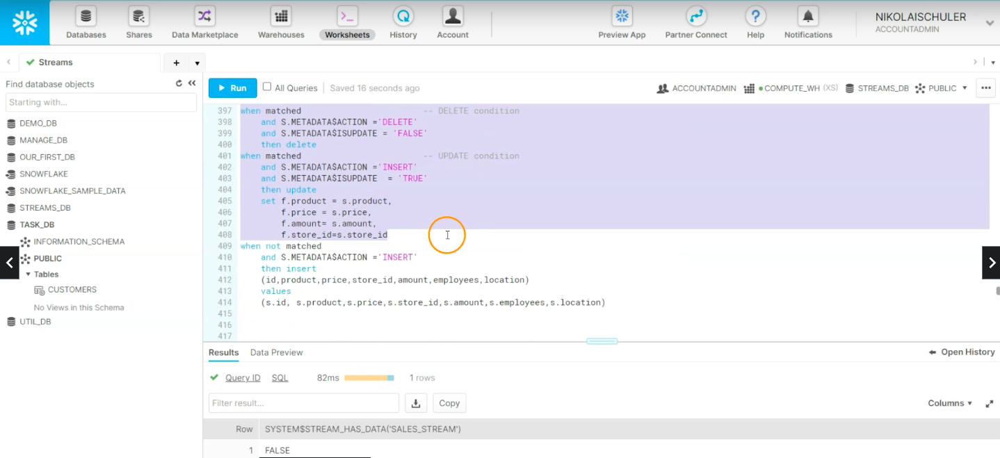 Databases Shares Data Marketplace Warehouses Worksheets History Account Preview App Partner Connect Help Notifications
NIKOLAISCHULER
ACCOUNTADMIN
Streams
Find database objects
Starting with...
DEMO_DB
MANAGE_DB
OUR_FIRST_DB
SNOWFLAKE
SNOWFLAKE_SAMPLE_DATA
STREAMS_DB
TASK_DB
INFORMATION_SCHEMA
PUBLIC
Tables
CUSTOMERS
No Views in this Schema
UTIL_DB
Run All Queries Saved 16 seconds ago ACCOUNTADMIN COMPUTE_WH (XS) STREAMS_DB PUBLIC
397 when matched -- DELETE condition
398 and S.METADATA$ACTION ='DELETE'
399 and S.METADATA$ISUPDATE = 'FALSE'
400 then delete
401 when matched -- UPDATE condition
402 and S.METADATA$ACTION ='INSERT'
403 and S.METADATA$ISUPDATE  = 'TRUE'
404 then update
405 set f.product = s.product,
406 f.price = s.price,
407 f.amount= s.amount,
408 f.store_id=s.store_id
409 when not matched
410 and S.METADATA$ACTION ='INSERT'
411 then insert
412 (id,product,price,store_id,amount,employees,location)
413 values
414 (s.id, s.product,s.price,s.store_id,s.amount,s.employees,s.location)
415
416
417
Results Data Preview Open History
Query ID SQL 82ms 1 rows
Filter result... Copy Columns
Row SYSTEM$STREAM_HAS_DATA('SALES_STREAM')
1 FALSE